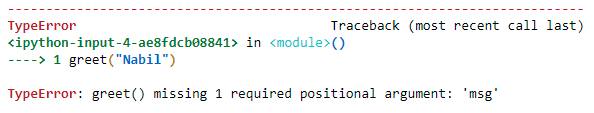 ---------------------------------------------------------------------------
TypeError                                 Traceback (most recent call last)
<ipython-input-4-ae8fdcb08841> in <module>()
----> 1 greet("Nabil")

TypeError: greet() missing 1 required positional argument: 'msg'